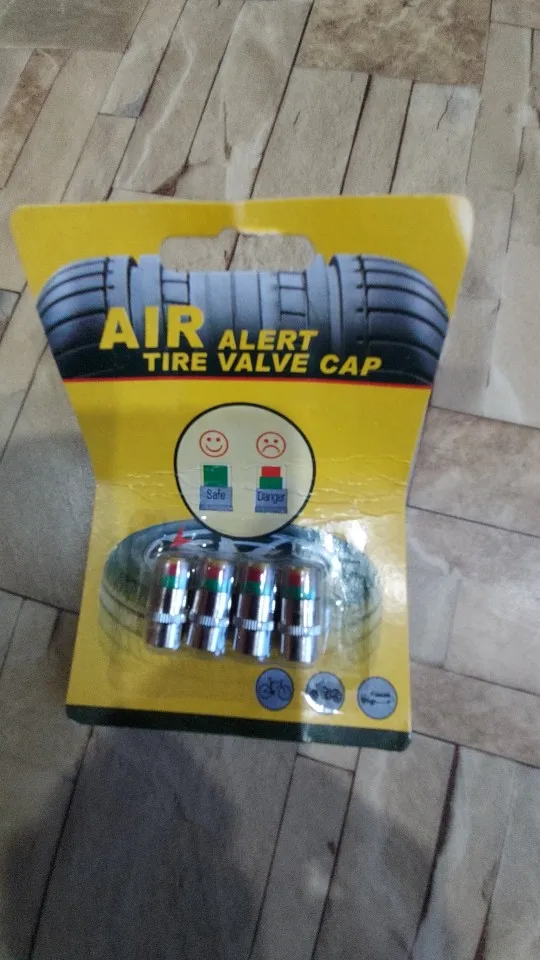 AIR ALERT
TIRE VALVE CAP
Safe
Danger